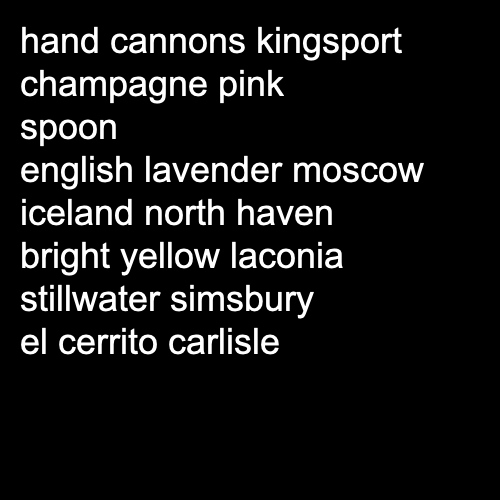 hand cannons kingsport
champagne pink
spoon
english lavender moscow
iceland north haven
bright yellow laconia
stillwater simsbury
el cerrito carlisle